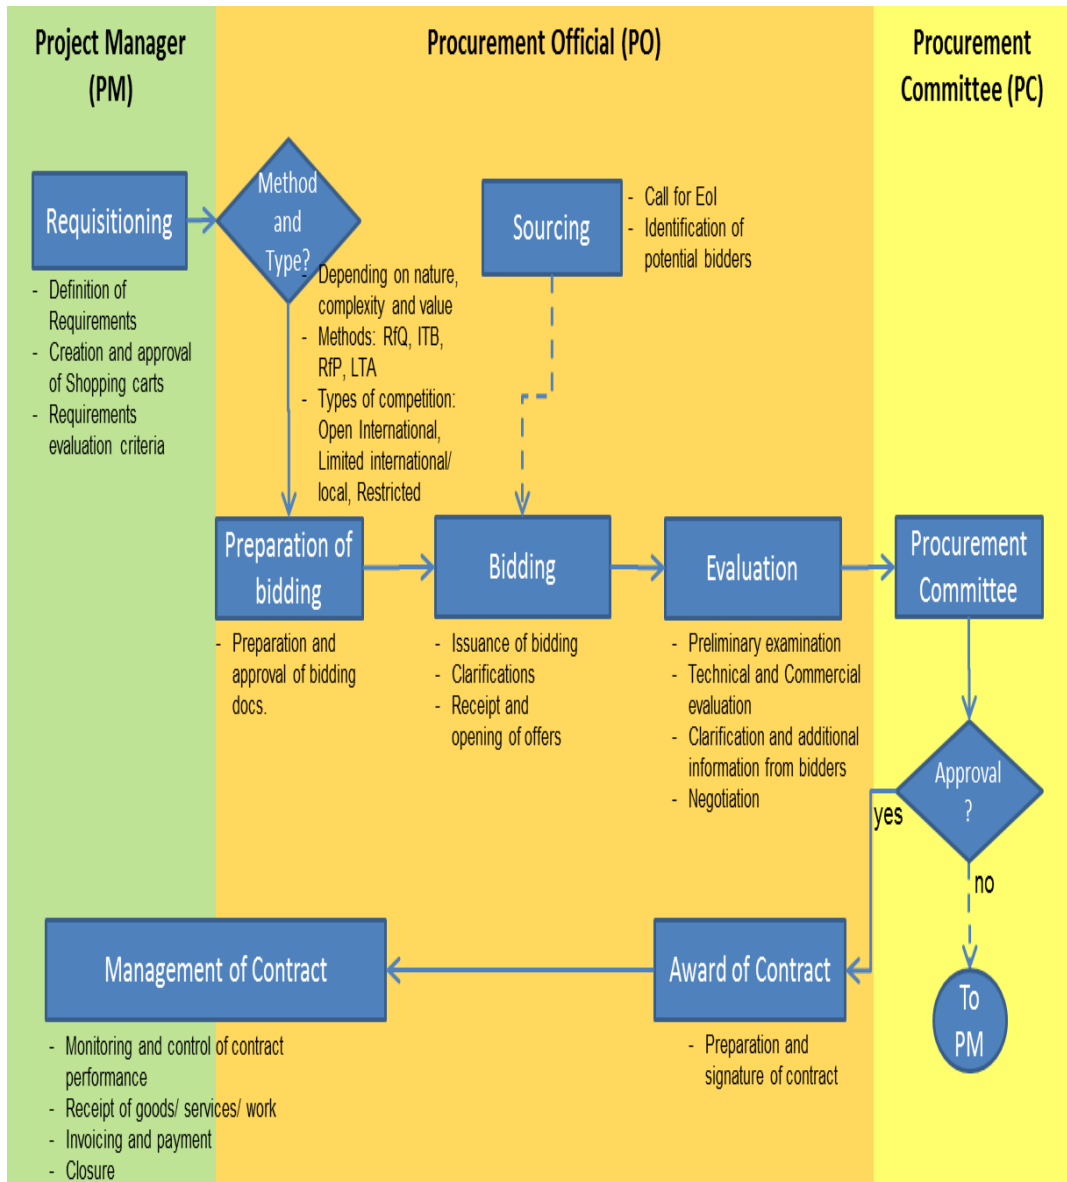 Project Manager
(PM)
Procurement Official (PO)
Procurement
Committee (PC)
Requisitioning
- Definition of
Requirements
- Creation and approval
of Shopping carts
- Requirements
evaluation criteria
Method
and
Type?
- Depending on nature,
complexity and value
- Methods: RfQ, ITB,
RfP, LTA
- Types of competition:
Open International,
Limited international/
local, Restricted
Sourcing
- Call for EoI
- Identification of
potential bidders
Preparation of
bidding
- Preparation and
approval of bidding
docs.
Bidding
- Issuance of bidding
- Clarifications
- Receipt and
opening of offers
Evaluation
- Preliminary examination
- Technical and Commercial
evaluation
- Clarification and additional
information from bidders
- Negotiation
Procurement
Committee
Approval
?
yes
no
To
PM
Award of Contract
- Preparation and
signature of contract
Management of Contract
- Monitoring and control of contract
performance
- Receipt of goods/ services/ work
- Invoicing and payment
- Closure